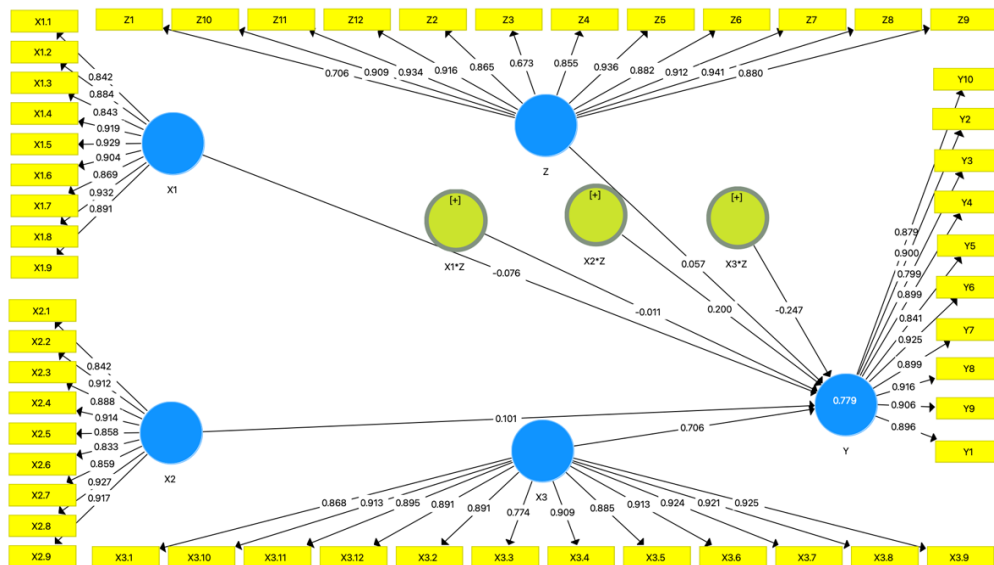 Z1 Z10 Z11 Z12 Z2 Z3 Z4 Z5 Z6 Z7 Z8 Z9
0.706 0.909 0.934 0.916 0.865 0.673 0.855 0.936 0.882 0.912 0.941 0.880
Z
X1.1
X1.2
X1.3
X1.4
X1.5
X1.6
X1.7
X1.8
X1.9
0.842
0.884
0.843
0.919
0.929
0.904
0.869
0.932
0.891
X1
[+] [+] [+]
X1*Z X2*Z X3*Z
-0.076
0.057
-0.011
0.200
-0.247
Y10
Y2
Y3
Y4
Y5
Y6
Y7
Y8
Y9
Y1
0.879
0.900
0.799
0.899
0.841
0.925
0.899
0.916
0.906
0.896
0.779
Y
X2.1
X2.2
X2.3
X2.4
X2.5
X2.6
X2.7
X2.8
X2.9
0.842
0.912
0.888
0.914
0.858
0.833
0.859
0.927
0.917
X2
0.101
0.706
X3
0.868 0.913 0.895 0.891 0.891 0.774 0.909 0.885 0.913 0.924 0.921 0.925
X3.1 X3.10 X3.11 X3.12 X3.2 X3.3 X3.4 X3.5 X3.6 X3.7 X3.8 X3.9